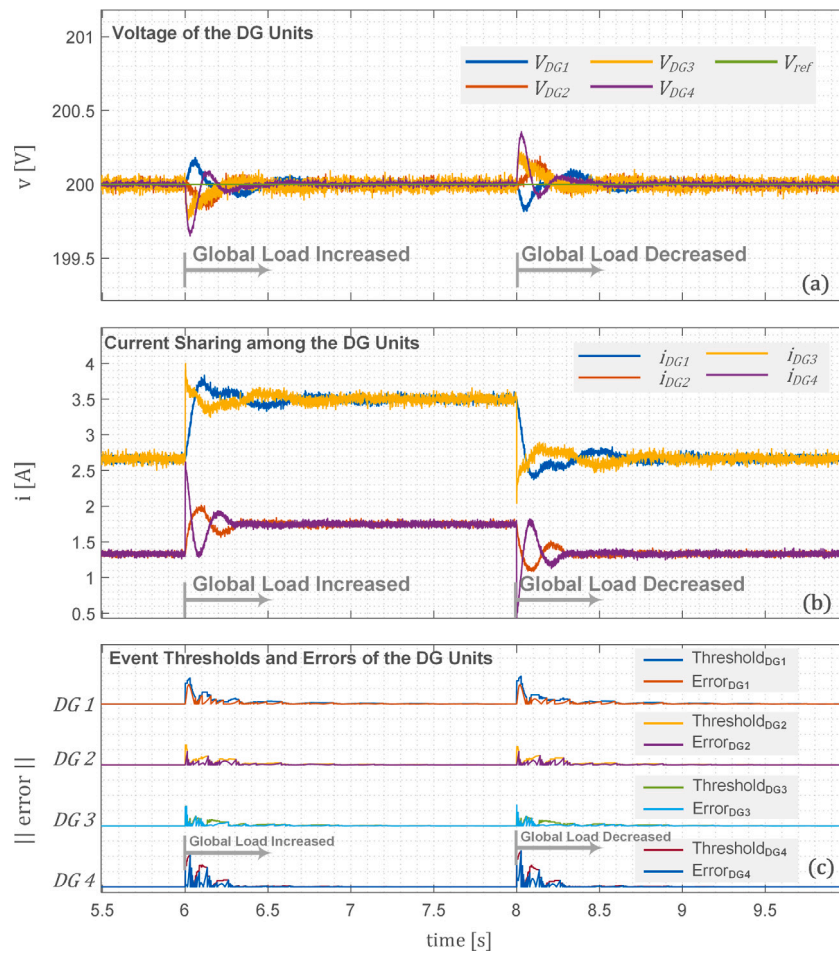 Voltage of the DG Units
V_DG1 V_DG3 V_ref
V_DG2 V_DG4
201
200.5
200
199.5
v [V]
Global Load Increased
Global Load Decreased
(a)
Current Sharing among the DG Units
i_DG1 i_DG3
i_DG2 i_DG4
4
3.5
3
2.5
2
1.5
1
0.5
i [A]
Global Load Increased
Global Load Decreased
(b)
Event Thresholds and Errors of the DG Units
Threshold_DG1
Error_DG1
Threshold_DG2
Error_DG2
Threshold_DG3
Error_DG3
Threshold_DG4
Error_DG4
DG 1
DG 2
DG 3
DG 4
|| error ||
Global Load Increased
Global Load Decreased
(c)
5.5 6 6.5 7 7.5 8 8.5 9 9.5
time [s]